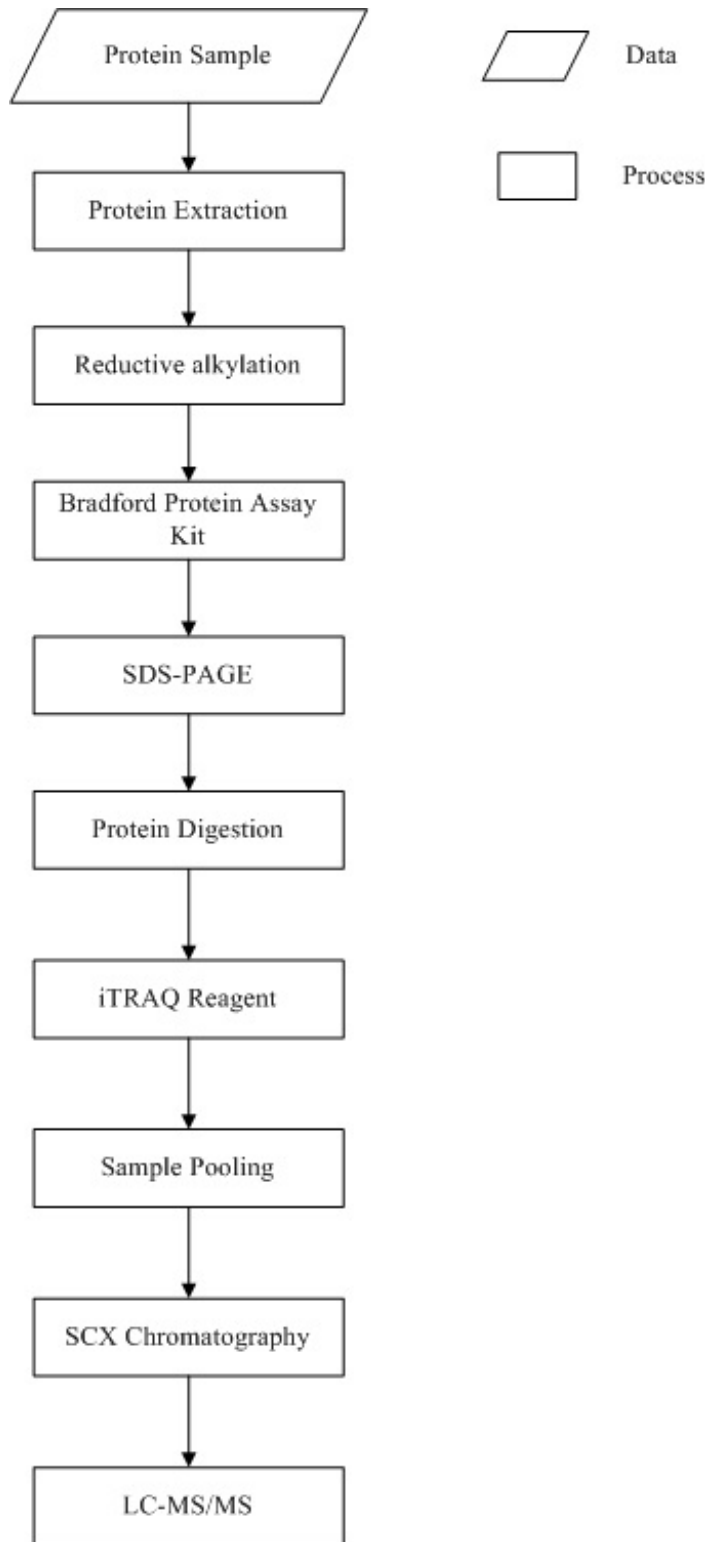 Protein Sample
Data
Process
Protein Extraction
Reductive alkylation
Bradford Protein Assay
Kit
SDS-PAGE
Protein Digestion
iTRAQ Reagent
Sample Pooling
SCX Chromatography
LC-MS/MS